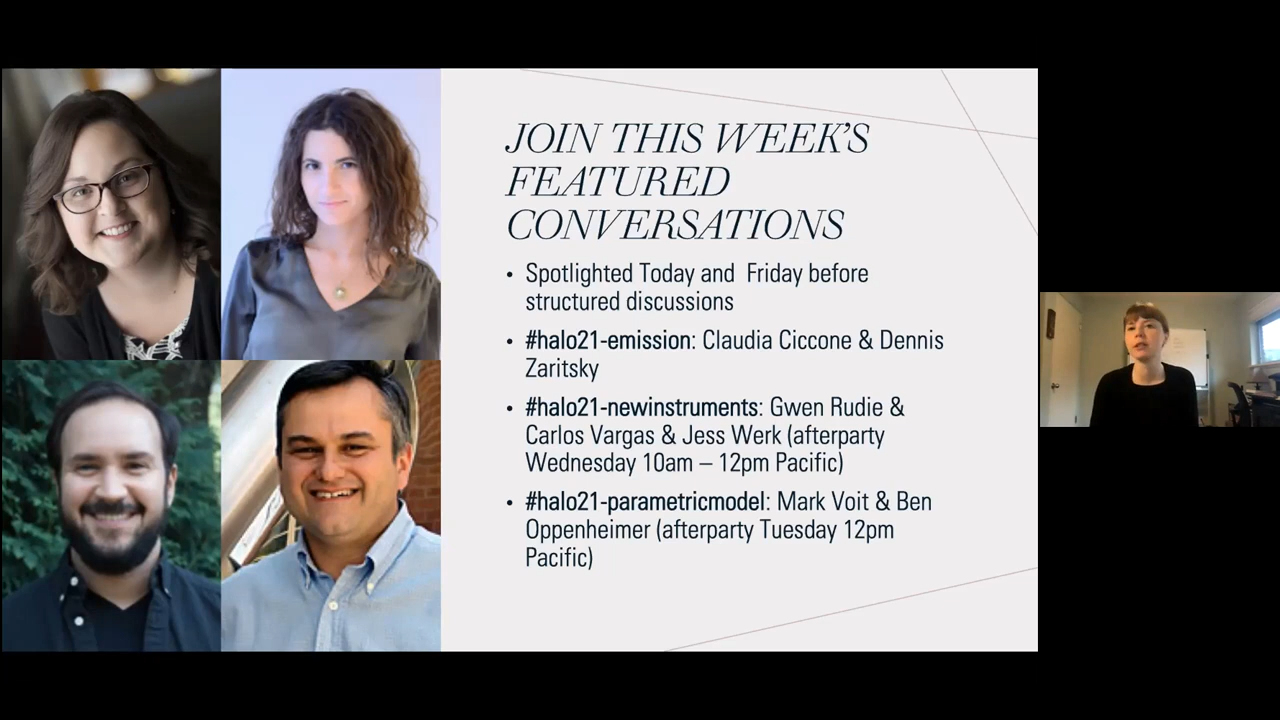 JOIN THIS WEEK'S
FEATURED
CONVERSATIONS
• Spotlighted Today and Friday before
structured discussions
• #halo21-emission: Claudia Ciccone & Dennis
Zaritsky
• #halo21-newinstruments: Gwen Rudie &
Carlos Vargas & Jess Werk (afterparty
Wednesday 10am – 12pm Pacific)
• #halo21-parametricmodel: Mark Voit & Ben
Oppenheimer (afterparty Tuesday 12pm
Pacific)